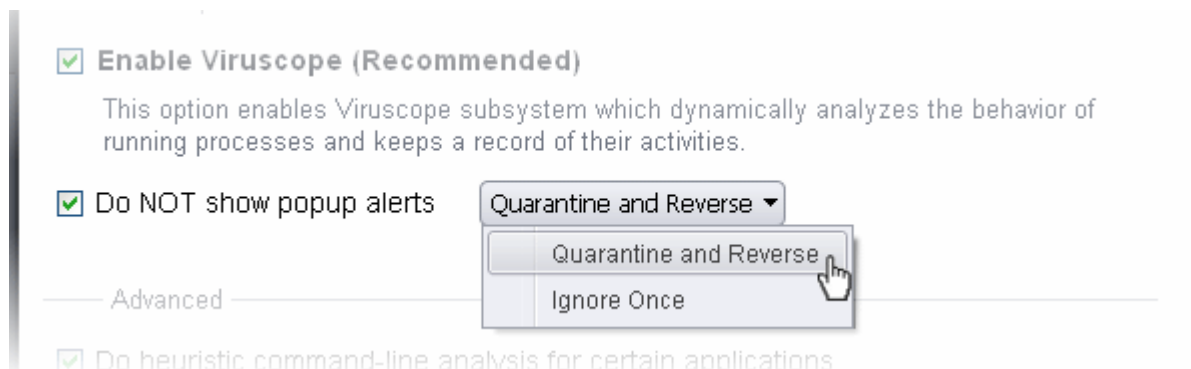 Enable Viruscope (Recommended)
This option enables Viruscope subsystem which dynamically analyzes the behavior of
running processes and keeps a record of their activities.
Do NOT show popup alerts Quarantine and Reverse
Quarantine and Reverse
Ignore Once
Advanced
Do heuristic command-line analysis for certain applications